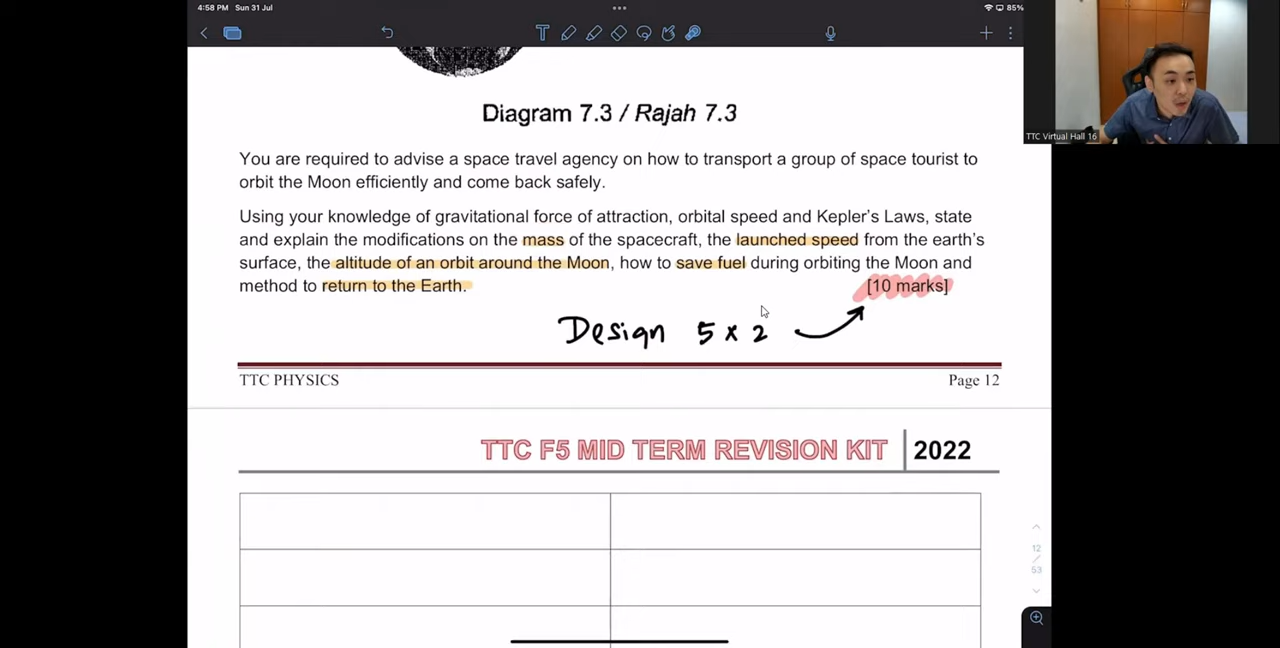 4:58 PM Sun 31 Jul
85%
TTC Virtual Hall 16
Diagram 7.3 / Rajah 7.3
You are required to advise a space travel agency on how to transport a group of space tourist to
orbit the Moon efficiently and come back safely.
Using your knowledge of gravitational force of attraction, orbital speed and Kepler's Laws, state
and explain the modifications on the mass of the spacecraft, the launched speed from the earth's
surface, the altitude of an orbit around the Moon, how to save fuel during orbiting the Moon and
method to return to the Earth.
[10 marks]
Design 5 x 2
TTC PHYSICS
Page 12
TTC F5 MID TERM REVISION KIT 2022
12
/
53